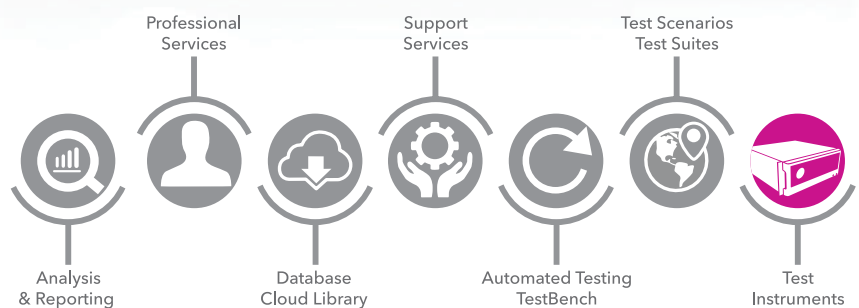 Professional
Services
Support
Services
Test Scenarios
Test Suites
Analysis
& Reporting
Database
Cloud Library
Automated Testing
TestBench
Test
Instruments